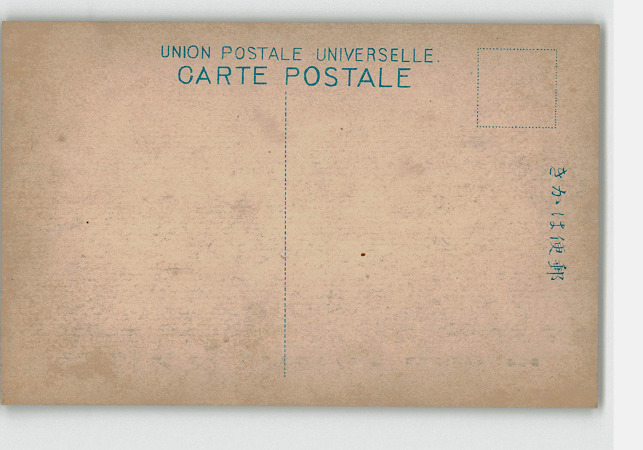 UNION POSTALE UNIVERSELLE.
CARTE POSTALE
きかは便郵